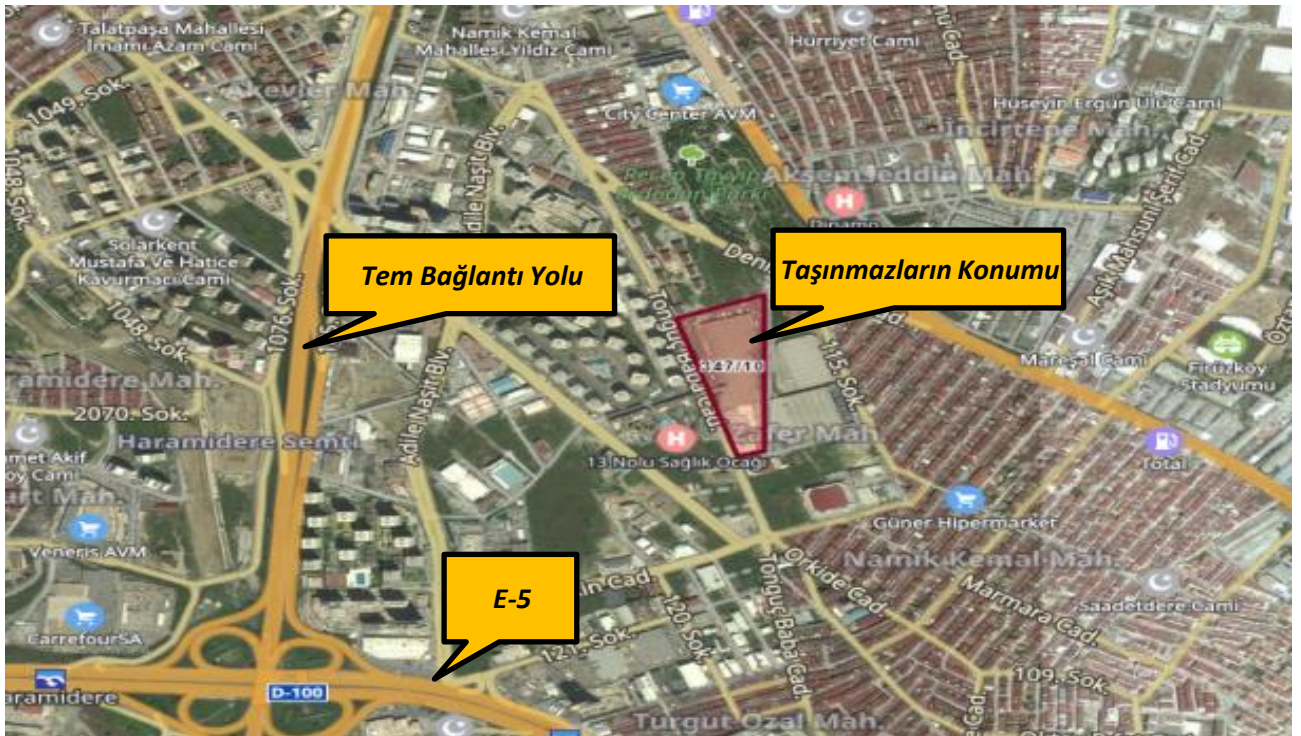 Talatpaşa Mahallesi
İmamı Azam Cami
Namık Kemal
Mahallesi Yıldız Cami
Hürriyet Cami
Akevler Mah.
1049. Sok.
City Center AVM
Hüseyin Ergün Ulu Cami
İncirtepe Mah.
1048. Sok.
Adile Naşit Blv.
Akşemseddin Mah.
Solarkent
Mustafa Ve Hatice
Kavurmacı Cami
Tem Bağlantı Yolu
Taşınmazların Konumu
1076 Sok.
1048. Sok.
Tonguç Baba Cad.
115. Sok.
Mareşal Cami
Firuzköy
Stadyumu
3477/10
2070. Sok.
Haramidere Semti
Adile Naşit Blv.
Zafer Mah.
13 Nolu Sağlık Ocağı
Total
Veneris AVM
Güner Hipermarket
Namık Kemal Mah.
E-5
Orkide Cad.
Marmara Cad.
Saadetdere Cami
CarrefourSA
121. Sok.
120. Sok.
Tonguç Baba Cad.
109. Sok.
D-100
Turgut Özal Mah.